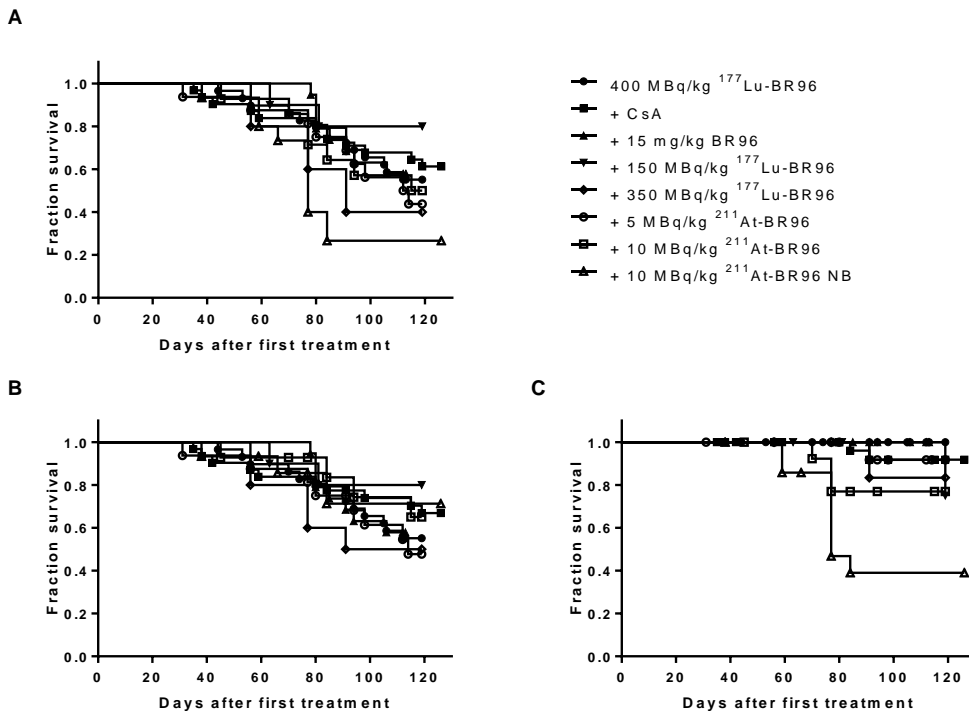 A
1.0
0.8
0.6
0.4
0.2
0.0
Fraction survival
0 20 40 60 80 100 120
Days after first treatment
400 MBq/kg ¹⁷⁷Lu-BR96
+ CsA
+ 15 mg/kg BR96
+ 150 MBq/kg ¹⁷⁷Lu-BR96
+ 350 MBq/kg ¹⁷⁷Lu-BR96
+ 5 MBq/kg ²¹¹At-BR96
+ 10 MBq/kg ²¹¹At-BR96
+ 10 MBq/kg ²¹¹At-BR96 NB
B
1.0
0.8
0.6
0.4
0.2
0.0
Fraction survival
0 20 40 60 80 100 120
Days after first treatment
C
1.0
0.8
0.6
0.4
0.2
0.0
Fraction survival
0 20 40 60 80 100 120
Days after first treatment